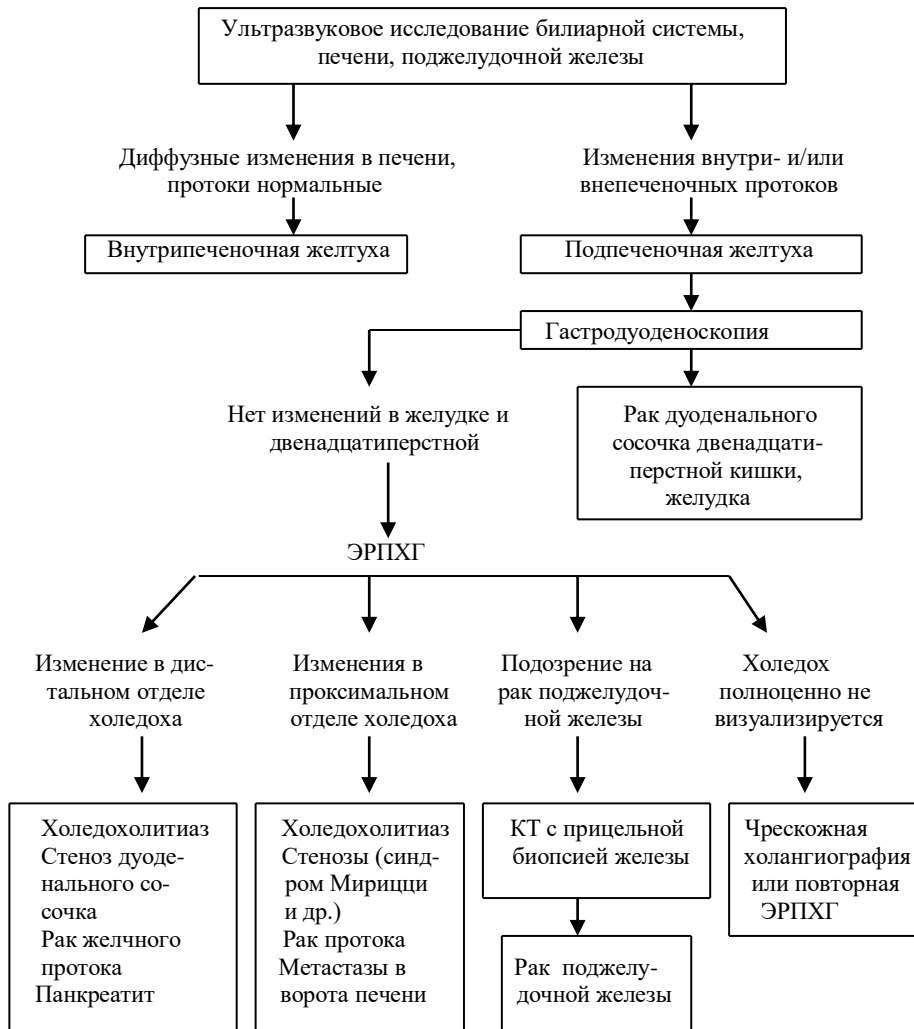 Ультразвуковое исследование билиарной системы,
печени, поджелудочной железы
Диффузные изменения в печени,
протоки нормальные
Изменения внутри- и/или
внепеченочных протоков
Внутрипеченочная желтуха
Подпеченочная желтуха
Гастродуоденоскопия
Нет изменений в желудке и
двенадцатиперстной
Рак дуоденального
сосочка двенадцати-
перстной кишки,
желудка
ЭРПХГ
Изменение в дис-
тальном отделе
холедоха
Изменения в
проксимальном
отделе холедоха
Подозрение на
рак поджелудоч-
ной железы
Холедох
полноценно не
визуализируется
Холедохолитиаз
Стеноз дуоде-
нального со-
сочка
Рак желчного
протока
Панкреатит
Холедохолитиаз
Стенозы (синд-
ром Мирицци
и др.)
Рак протока
Метастазы в
ворота печени
КТ с прицельной
биопсией железы
Рак поджелу-
дочной железы
Чрескожная
холангиография
или повторная
ЭРПХГ